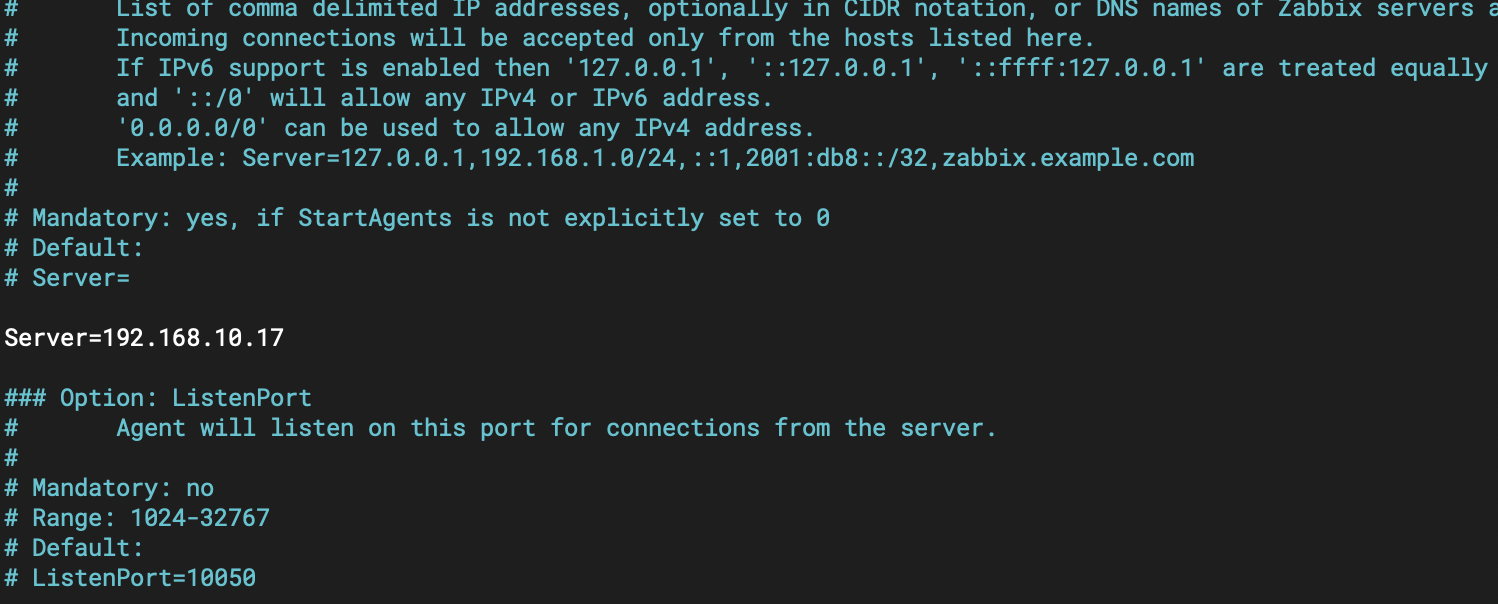 # List of comma delimited IP addresses, optionally in CIDR notation, or DNS names of Zabbix servers a
# Incoming connections will be accepted only from the hosts listed here.
# If IPv6 support is enabled then '127.0.0.1', '::127.0.0.1', '::ffff:127.0.0.1' are treated equally
# and '::/0' will allow any IPv4 or IPv6 address.
# '0.0.0.0/0' can be used to allow any IPv4 address.
# Example: Server=127.0.0.1,192.168.1.0/24,::1,2001:db8::/32,zabbix.example.com
#
# Mandatory: yes, if StartAgents is not explicitly set to 0
# Default:
# Server=
Server=192.168.10.17
### Option: ListenPort
# Agent will listen on this port for connections from the server.
#
# Mandatory: no
# Range: 1024-32767
# Default:
# ListenPort=10050